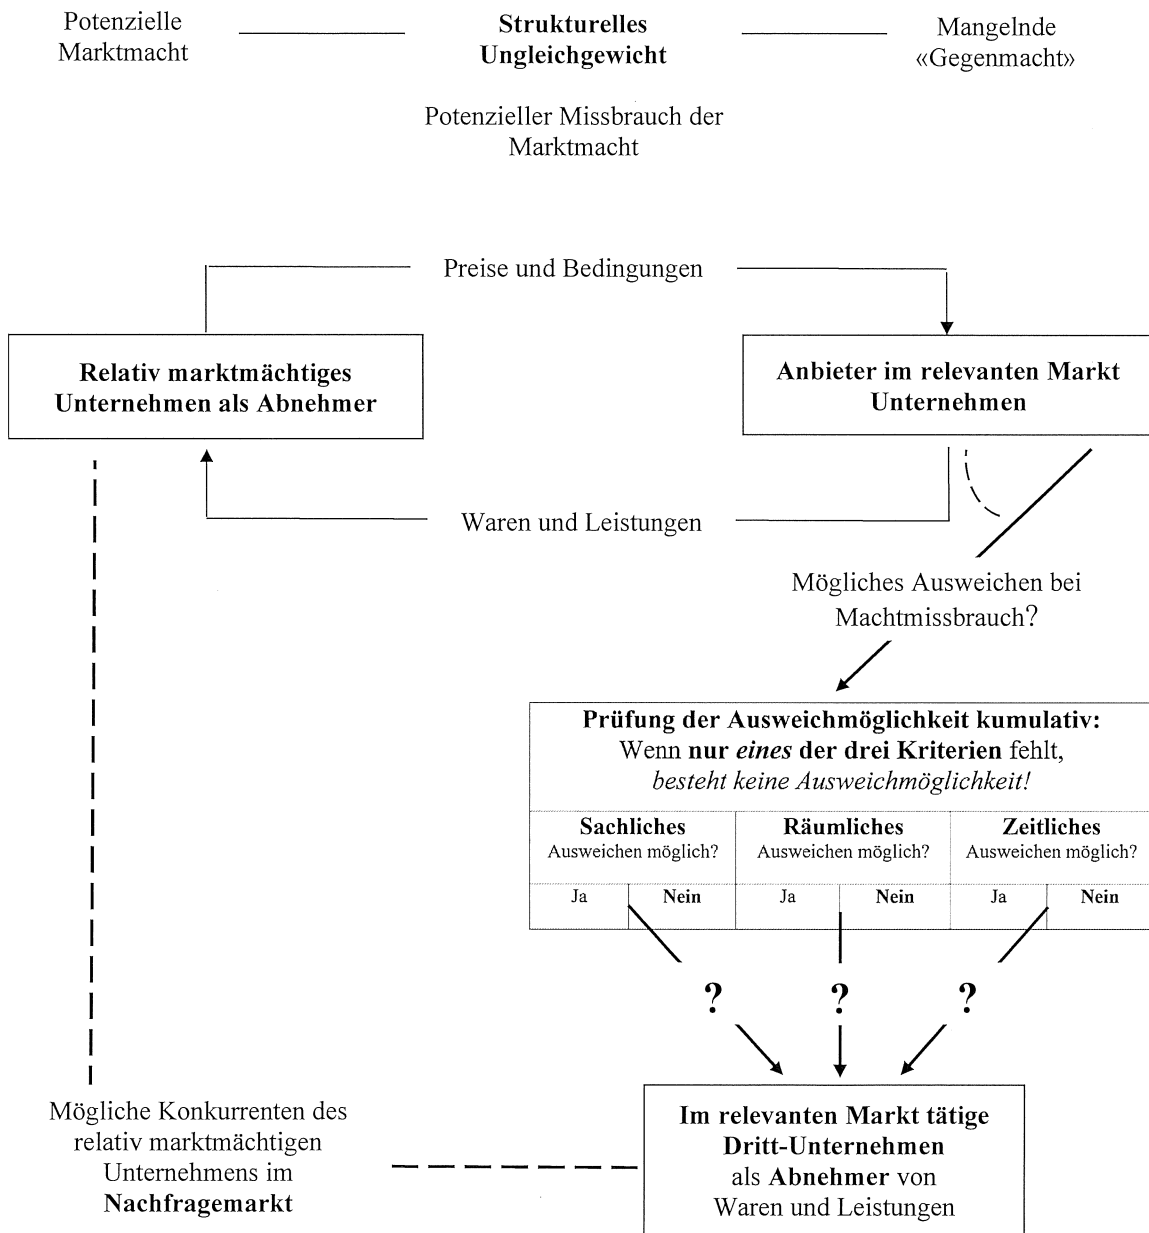 Potenzielle
Marktmacht
Strukturelles
Ungleichgewicht
Mangelnde
«Gegenmacht»
Potenzieller Missbrauch der
Marktmacht
Preise und Bedingungen
Relativ marktmächtiges
Unternehmen als Abnehmer
Anbieter im relevanten Markt
Unternehmen
Waren und Leistungen
Mögliches Ausweichen bei
Machtmissbrauch?
Prüfung der Ausweichmöglichkeit kumulativ:
Wenn nur eines der drei Kriterien fehlt,
besteht keine Ausweichmöglichkeit!
Sachliches
Ausweichen möglich?
Räumliches
Ausweichen möglich?
Zeitliches
Ausweichen möglich?
Ja Nein Ja Nein Ja Nein
? ? ?
Mögliche Konkurrenten des
relativ marktmächtigen
Unternehmens im
Nachfragemarkt
Im relevanten Markt tätige
Dritt-Unternehmen
als Abnehmer von
Waren und Leistungen